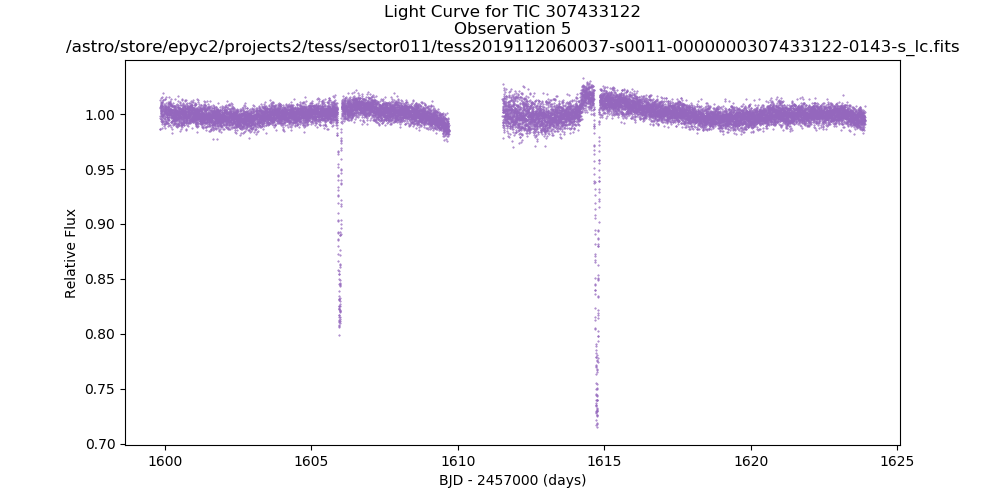 Light Curve for TIC 307433122
Observation 5
/astro/store/epyc2/projects2/tess/sector011/tess2019112060037-s0011-0000000307433122-0143-s_lc.fits
1.00
0.95
0.90
0.85
0.80
0.75
0.70
Relative Flux
1600
1605
1610
1615
1620
1625
BJD - 2457000 (days)